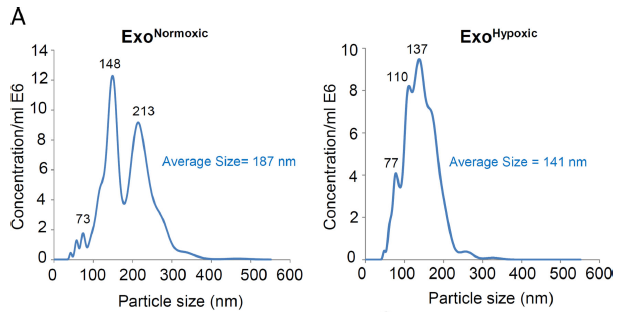 A
Exo^Normoxic
Concentration/ml E6
14
12
10
8
6
4
2
0
148
213
73
Average Size= 187 nm
0 100 200 300 400 500 600
Particle size (nm)
Exo^Hypoxic
Concentration/ml E6
10
8
6
4
2
0
137
110
77
Average Size = 141 nm
0 100 200 300 400 500 600
Particle size (nm)